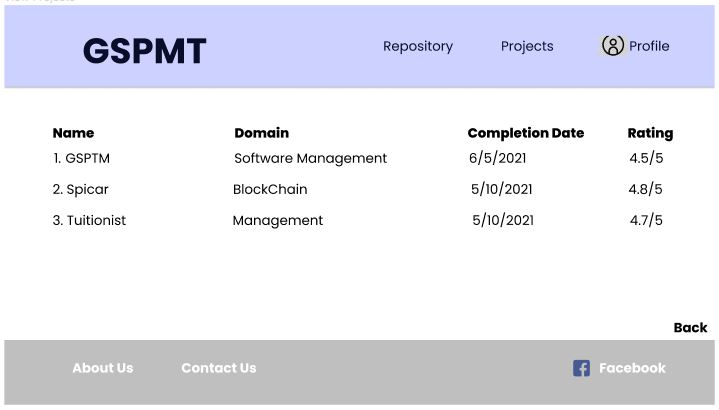 View Projects
GSPMT Repository Projects Profile
Name Domain Completion Date Rating
1. GSPTM Software Management 6/5/2021 4.5/5
2. Spicar BlockChain 5/10/2021 4.8/5
3. Tuitionist Management 5/10/2021 4.7/5
Back
About Us Contact Us Facebook